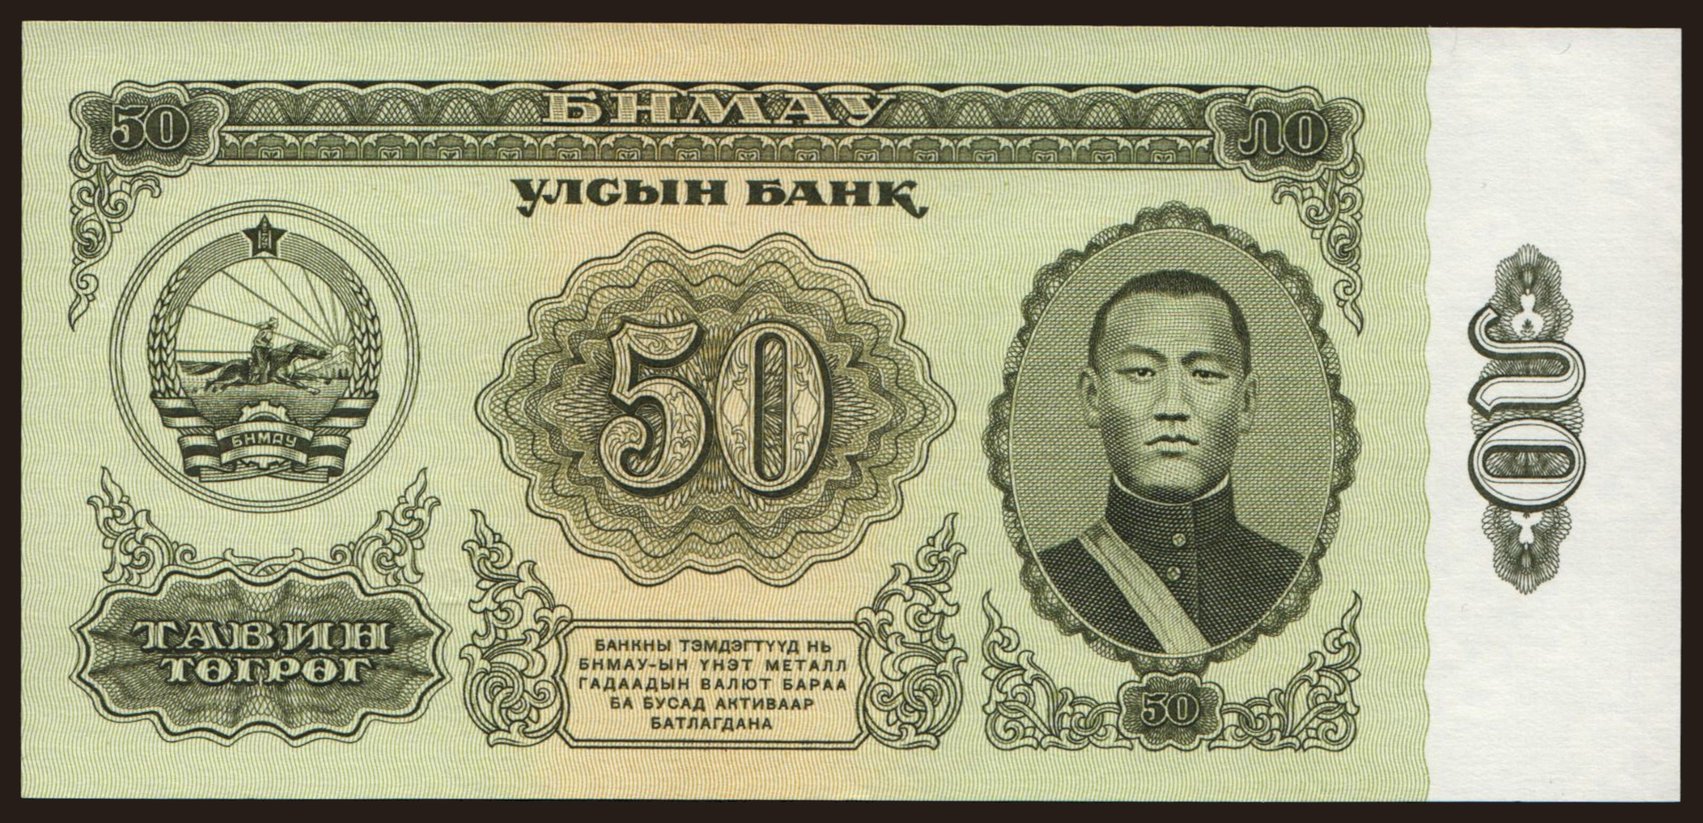 50
БНМАУ
ЛО
УЛСЫН БАНК
50
БНМАУ
ТАВИН
ТӨГРӨГ
БАНКНЫ ТЭМДЭГТҮҮД НЬ
БНМАУ-ЫН ҮНЭТ МЕТАЛЛ
ГАДААДЫН ВАЛЮТ БАРАА
БА БУСАД АКТИВААР
БАТЛАГДАНА
50
50